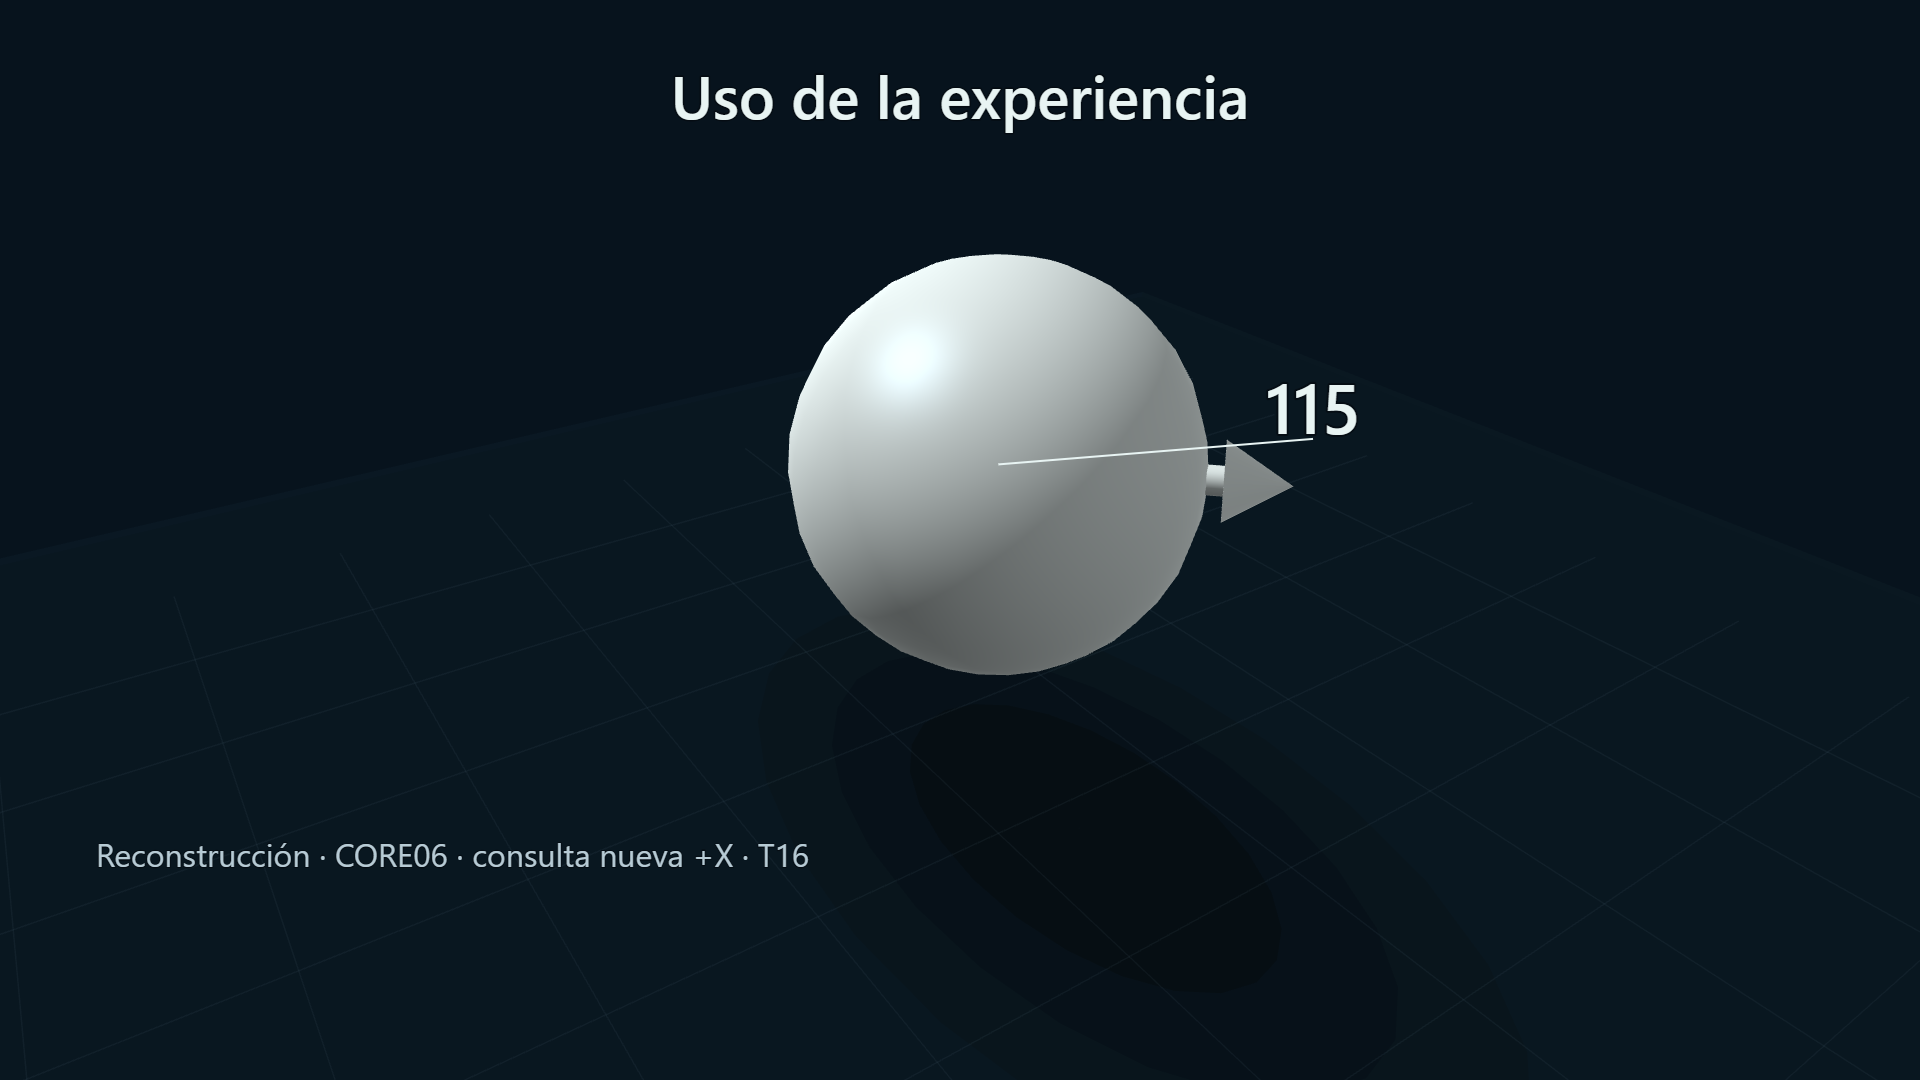 Uso de la experiencia
115
Reconstrucción · CORE06 · consulta nueva +X · T16